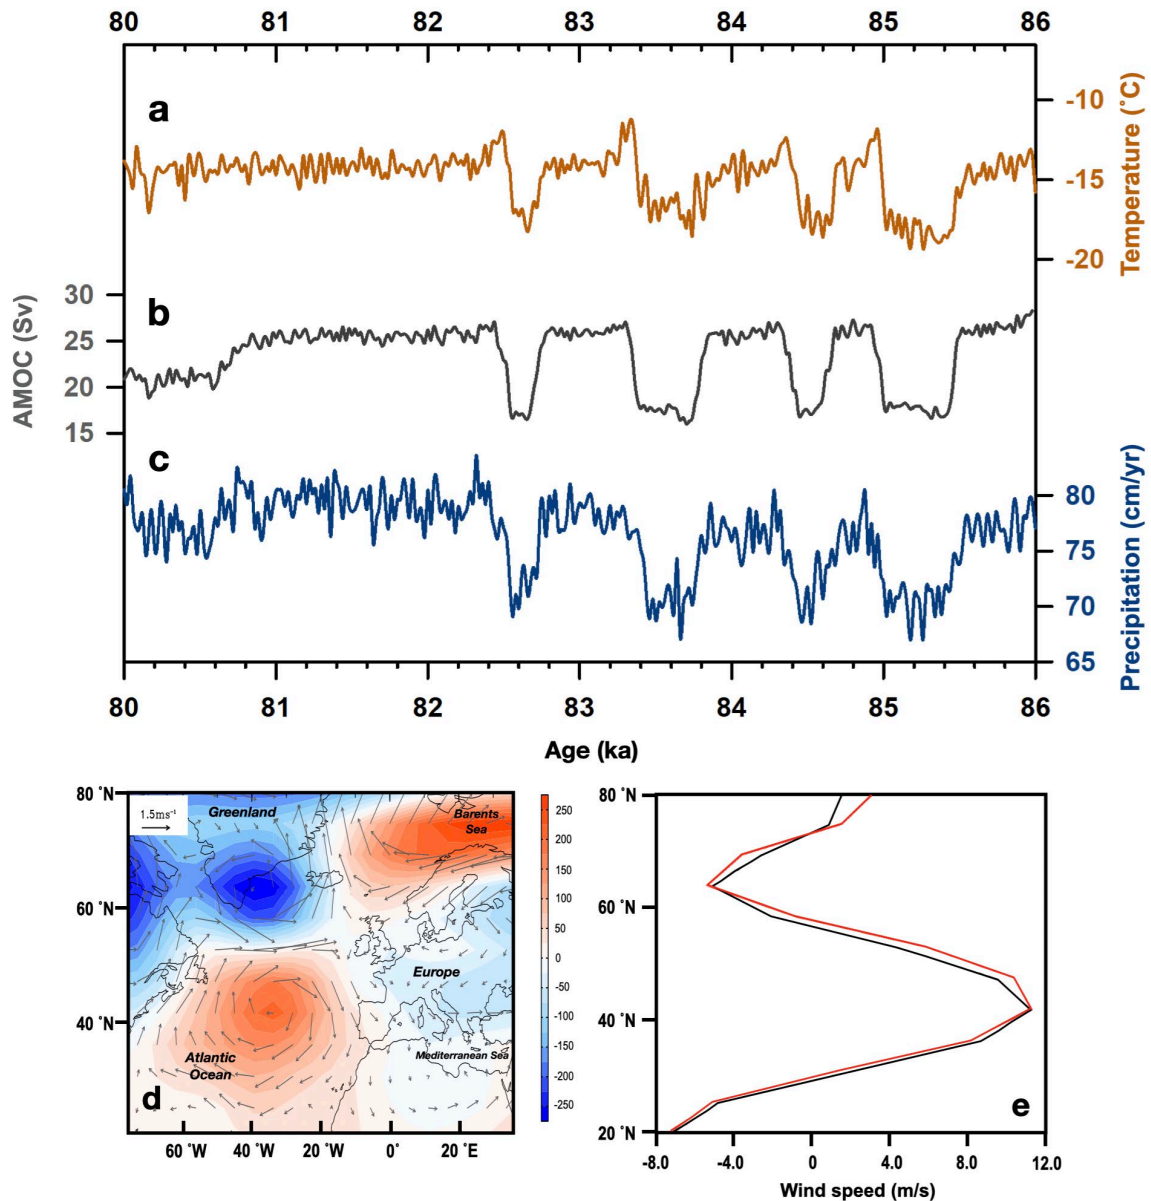 80 81 82 83 84 85 86
a
-10
-15
-20
Temperature (˚C)
30
25
20
15
AMOC (Sv)
b
c
80
75
70
65
Precipitation (cm/yr)
80 81 82 83 84 85 86
Age (ka)
80 ˚N
60 ˚N
40 ˚N
1.5ms⁻¹
Greenland
Barents
Sea
Europe
Atlantic
Ocean
Mediterranean Sea
d
60 ˚W 40 ˚W 20 ˚W 0˚ 20 ˚E
250
200
150
100
50
0
-50
-100
-150
-200
-250
80 ˚N
60 ˚N
40 ˚N
20 ˚N
e
-8.0 -4.0 0 4.0 8.0 12.0
Wind speed (m/s)